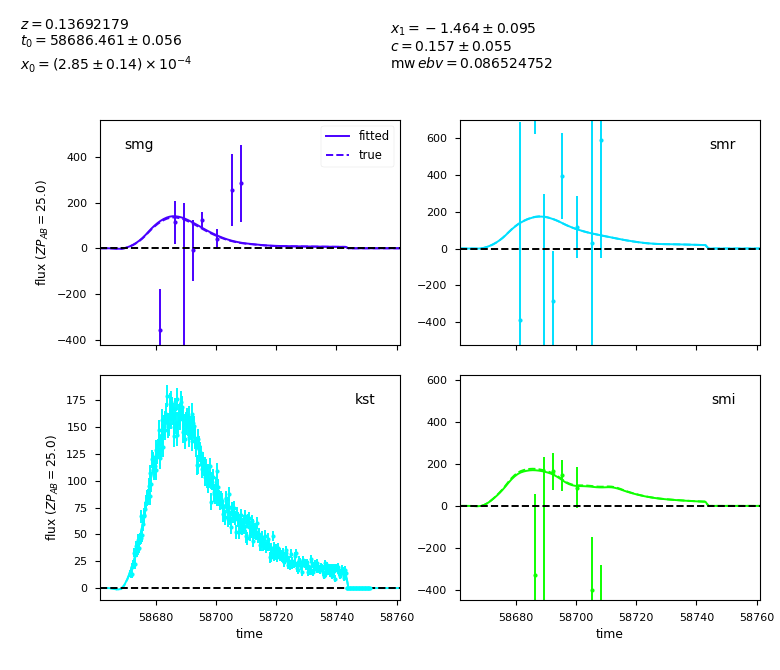 z = 0.13692179
t₀ = 58686.461 ± 0.056
x₀ = (2.85 ± 0.14) × 10⁻⁴
x₁ = −1.464 ± 0.095
c = 0.157 ± 0.055
mw ebv = 0.086524752
smg
fitted
true
400
200
0
−200
−400
flux (ZP_AB = 25.0)
smr
600
400
200
0
−200
−400
kst
175
150
125
100
75
50
25
0
flux (ZP_AB = 25.0)
58680 58700 58720 58740 58760
time
smi
600
400
200
0
−200
−400
58680 58700 58720 58740 58760
time